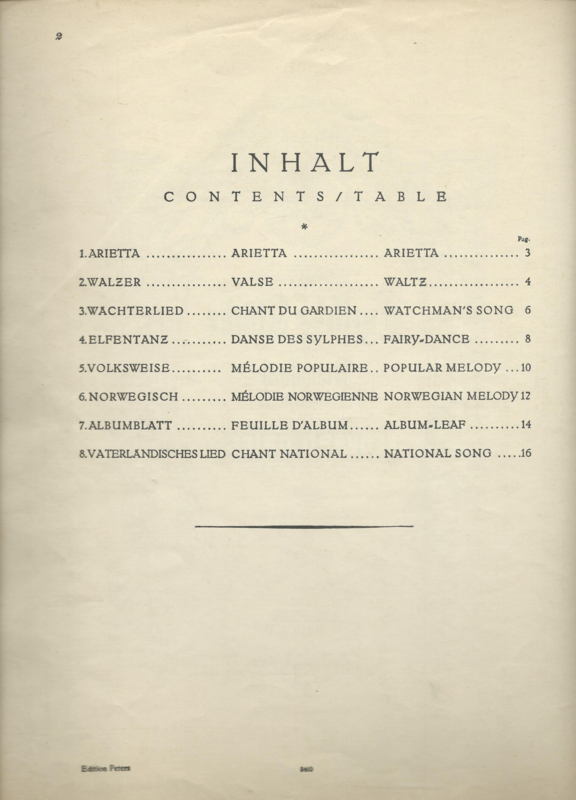 2
INHALT
CONTENTS/TABLE
*
Pag.
1.ARIETTA ................ ARIETTA ................. ARIETTA ............... 3
2.WALZER ................ VALSE .................... WALTZ.................. 4
3.WÄCHTERLIED ........ CHANT DU GARDIEN .... WATCHMAN'S SONG 6
4.ELFENTANZ ........... DANSE DES SYLPHES... FAIRY-DANCE ......... 8
5.VOLKSWEISE.......... MÉLODIE POPULAIRE.. POPULAR MELODY ...10
6.NORWEGISCH ......... MÉLODIE NORWEGIENNE NORWEGIAN MELODY 12
7.ALBUMBLATT .......... FEUILLE D'ALBUM...... ALBUM-LEAF ..........14
8.VATERLÄNDISCHES LIED CHANT NATIONAL ...... NATIONAL SONG .....16
Edition Peters